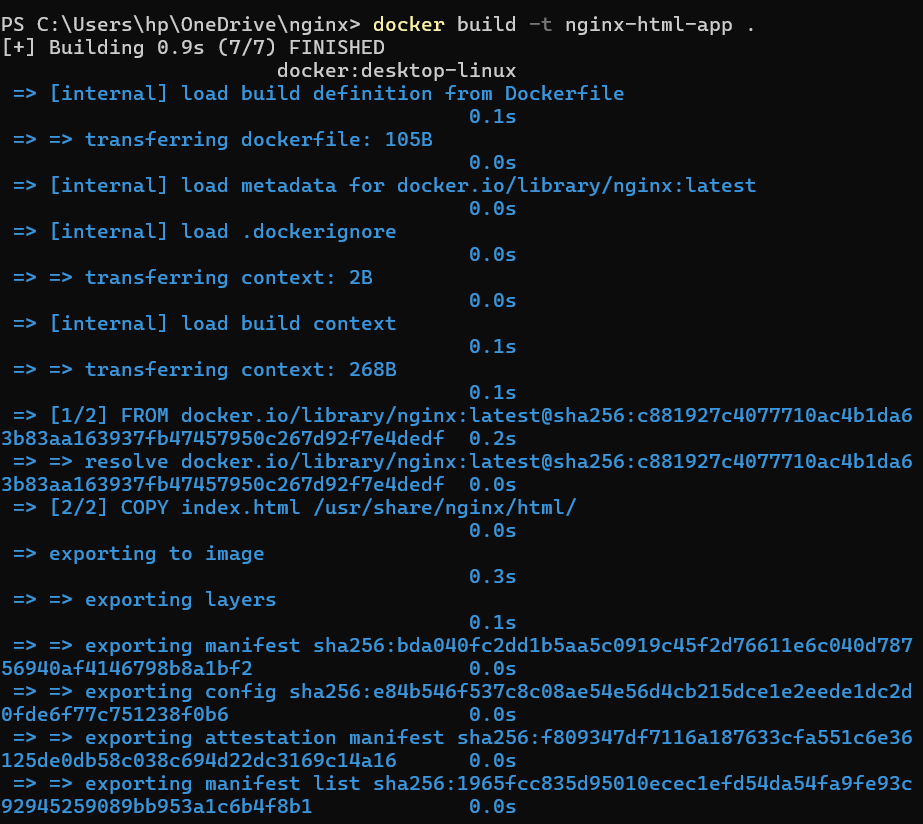 PS C:\Users\hp\OneDrive\nginx> docker build -t nginx-html-app .
[+] Building 0.9s (7/7) FINISHED
docker:desktop-linux
=> [internal] load build definition from Dockerfile
0.1s
=> => transferring dockerfile: 105B
0.0s
=> [internal] load metadata for docker.io/library/nginx:latest
0.0s
=> [internal] load .dockerignore
0.0s
=> => transferring context: 2B
0.0s
=> [internal] load build context
0.1s
=> => transferring context: 268B
0.1s
=> [1/2] FROM docker.io/library/nginx:latest@sha256:c881927c4077710ac4b1da6
3b83aa163937fb47457950c267d92f7e4dedf 0.2s
=> => resolve docker.io/library/nginx:latest@sha256:c881927c4077710ac4b1da6
3b83aa163937fb47457950c267d92f7e4dedf 0.0s
=> [2/2] COPY index.html /usr/share/nginx/html/
0.0s
=> exporting to image
0.3s
=> => exporting layers
0.1s
=> => exporting manifest sha256:bda040fc2dd1b5aa5c0919c45f2d76611e6c040d787
56940af4146798b8a1bf2 0.0s
=> => exporting config sha256:e84b546f537c8c08ae54e56d4cb215dce1e2eede1dc2d
0fde6f77c751238f0b6 0.0s
=> => exporting attestation manifest sha256:f809347df7116a187633cfa551c6e36
125de0db58c038c694d22dc3169c14a16 0.0s
=> => exporting manifest list sha256:1965fcc835d95010ecec1efd54da54fa9fe93c
92945259089bb953a1c6b4f8b1 0.0s